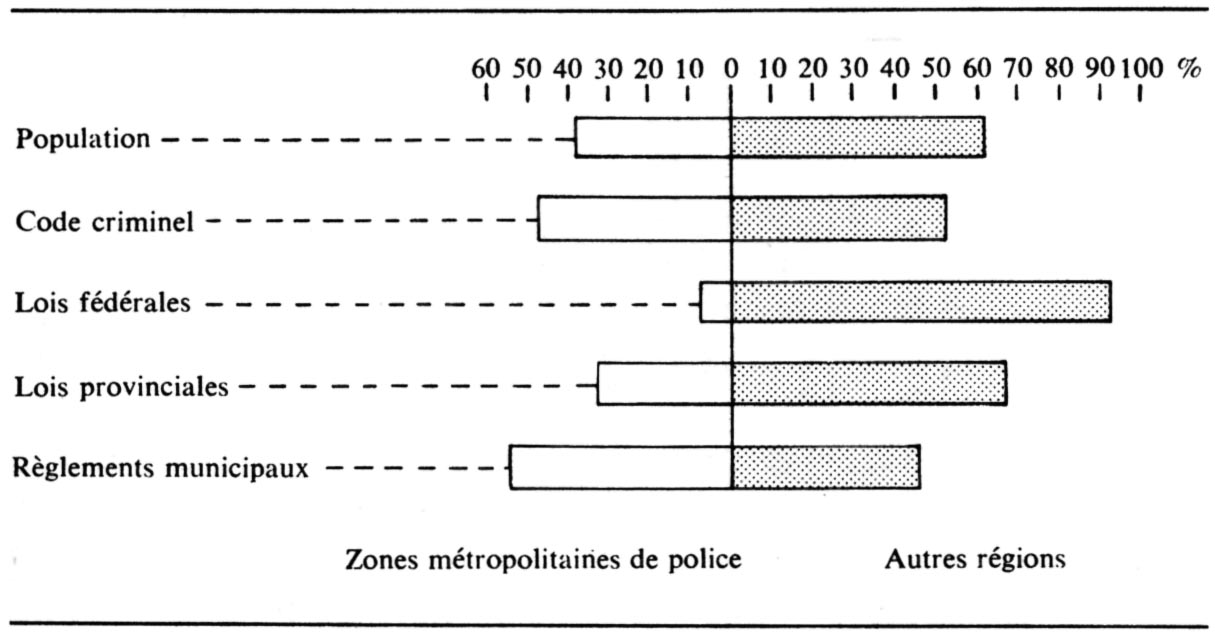 60 50 40 30 20 10 0 10 20 30 40 50 60 70 80 90 100 %
Population
Code criminel
Lois fédérales
Lois provinciales
Règlements municipaux
Zones métropolitaines de police Autres régions